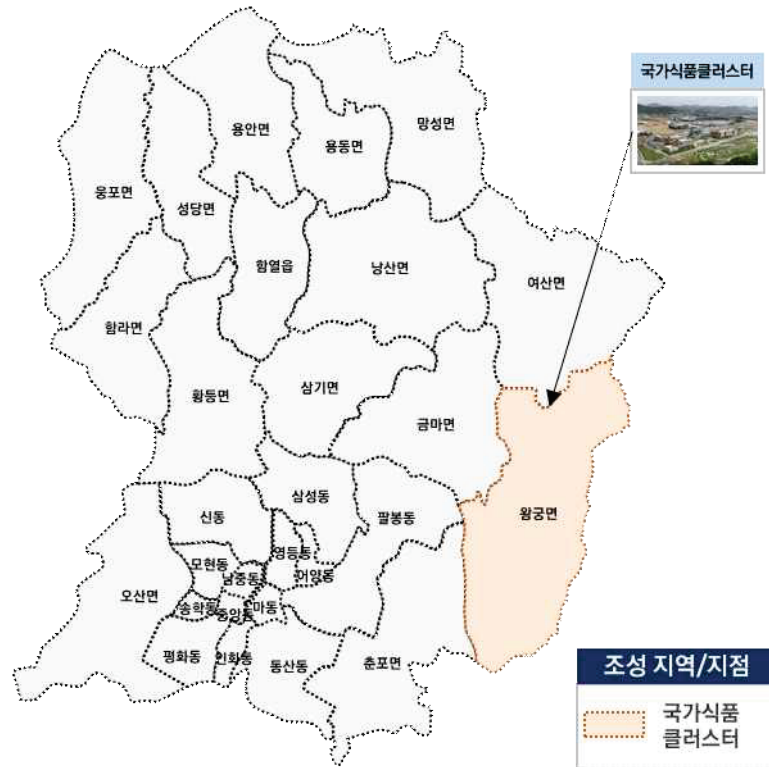 국가식품클러스터
용안면
망성면
용동면
웅포면
성당면
함열읍
낭산면
여산면
함라면
삼기면
황등면
금마면
삼성동
왕궁면
신동
팔봉동
영등동
모현동
어양동
남중동
오산면
송학동
마동
중앙동
평화동
인화동
동산동
춘포면
조성 지역/지점
국가식품
클러스터